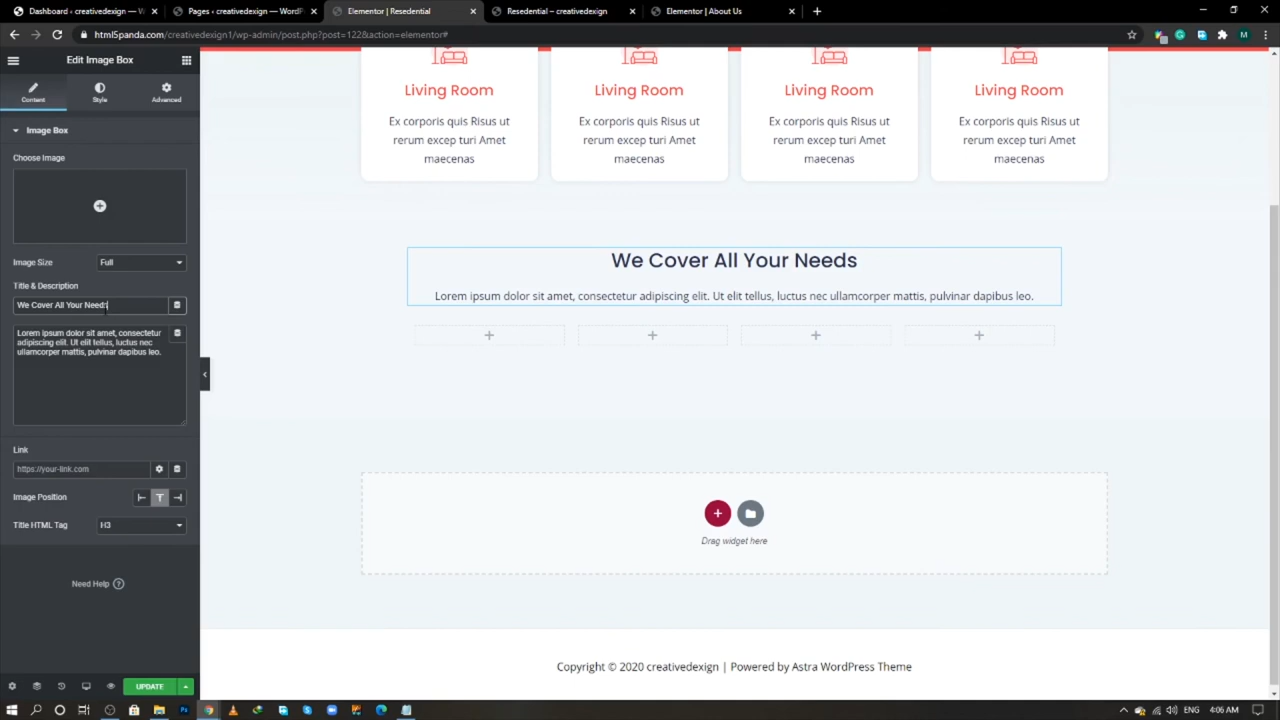 Dashboard ‹ creativedexign — W
Pages ‹ creativedexign — WordP
Elementor | Resedential
Resedential – creativedexign
Elementor | About Us
html5panda.com/creativedexign1/wp-admin/post.php?post=122&action=elementor#
M
Edit Image Box
Content
Style
Advanced
Image Box
Choose Image
Image Size
Full
Title & Description
We Cover All Your Needs
Lorem ipsum dolor sit amet, consectetur
adipiscing elit. Ut elit tellus, luctus nec
ullamcorper mattis, pulvinar dapibus leo.
Link
https://your-link.com
Image Position
Title HTML Tag
H3
Need Help
UPDATE
Living Room
Ex corporis quis Risus ut
rerum excep turi Amet
maecenas
Living Room
Ex corporis quis Risus ut
rerum excep turi Amet
maecenas
Living Room
Ex corporis quis Risus ut
rerum excep turi Amet
maecenas
Living Room
Ex corporis quis Risus ut
rerum excep turi Amet
maecenas
We Cover All Your Needs
Lorem ipsum dolor sit amet, consectetur adipiscing elit. Ut elit tellus, luctus nec ullamcorper mattis, pulvinar dapibus leo.
Drag widget here
Copyright © 2020 creativedexign | Powered by Astra WordPress Theme
4:06 AM